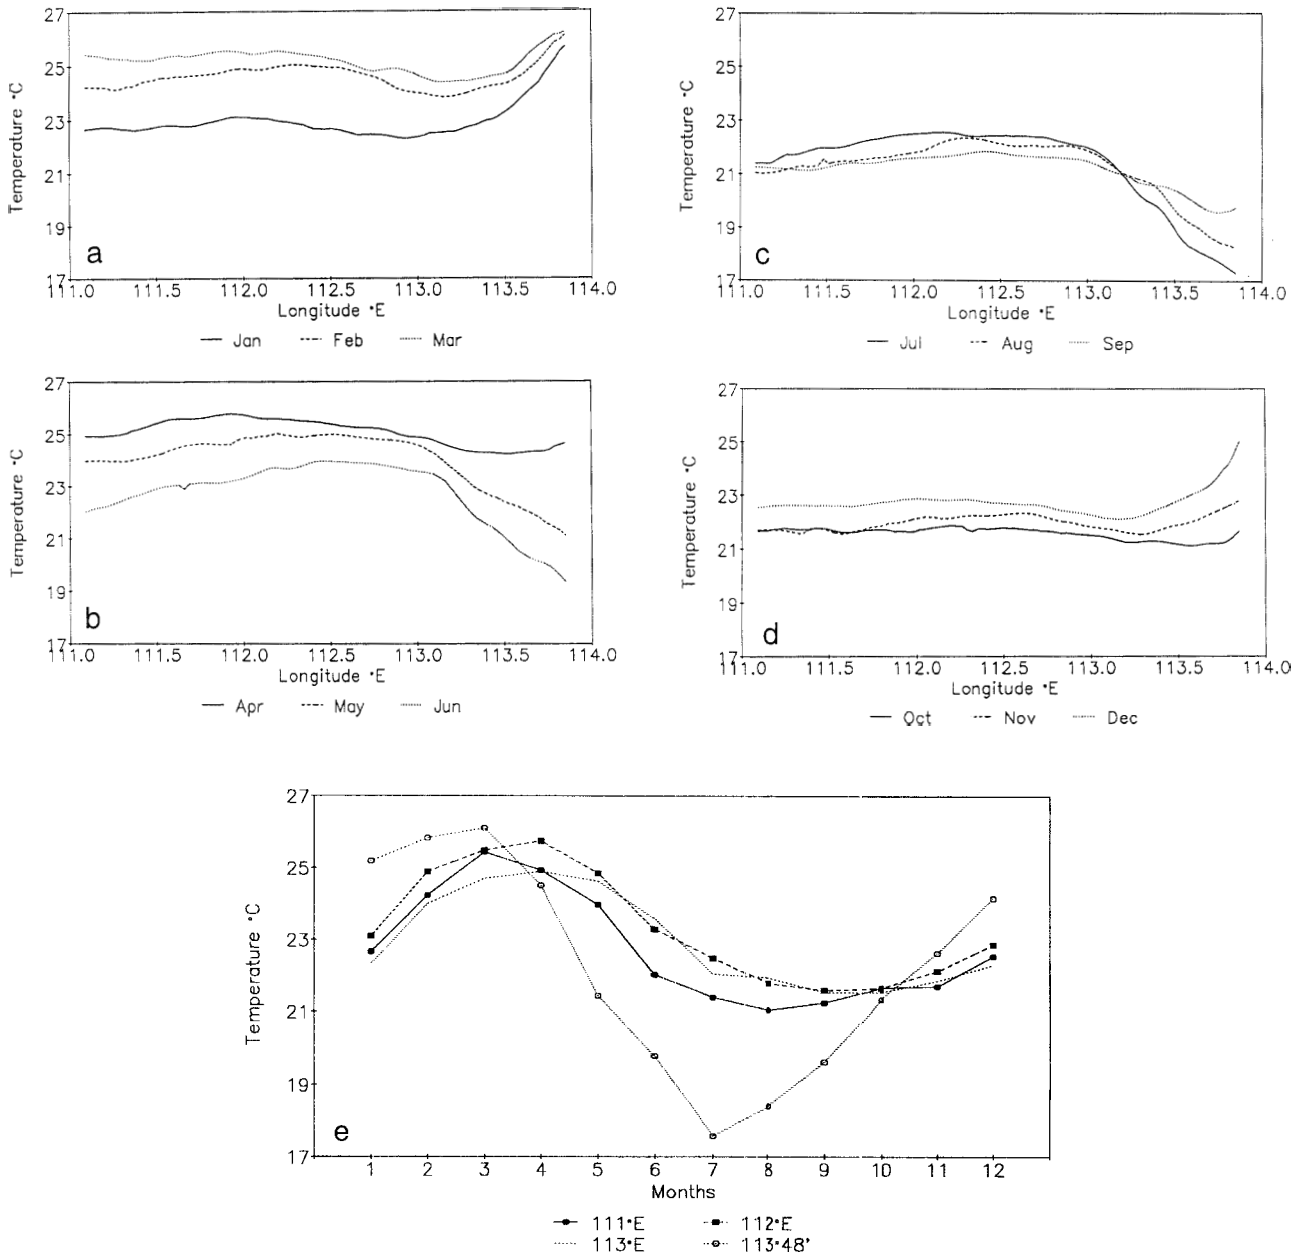 27
25
23
21
19
17
Temperature °C
a
111.0 111.5 112.0 112.5 113.0 113.5 114.0
Longitude °E
Jan Feb Mar
27
25
23
21
19
17
Temperature °C
c
111.0 111.5 112.0 112.5 113.0 113.5 114.0
Longitude °E
Jul Aug Sep
27
25
23
21
19
17
Temperature °C
b
111.0 111.5 112.0 112.5 113.0 113.5 114.0
Longitude °E
Apr May Jun
27
25
23
21
19
17
Temperature °C
d
111.0 111.5 112.0 112.5 113.0 113.5 114.0
Longitude °E
Oct Nov Dec
27
25
23
21
19
17
Temperature °C
e
1 2 3 4 5 6 7 8 9 10 11 12
Months
111°E 112°E
113°E 113°48'